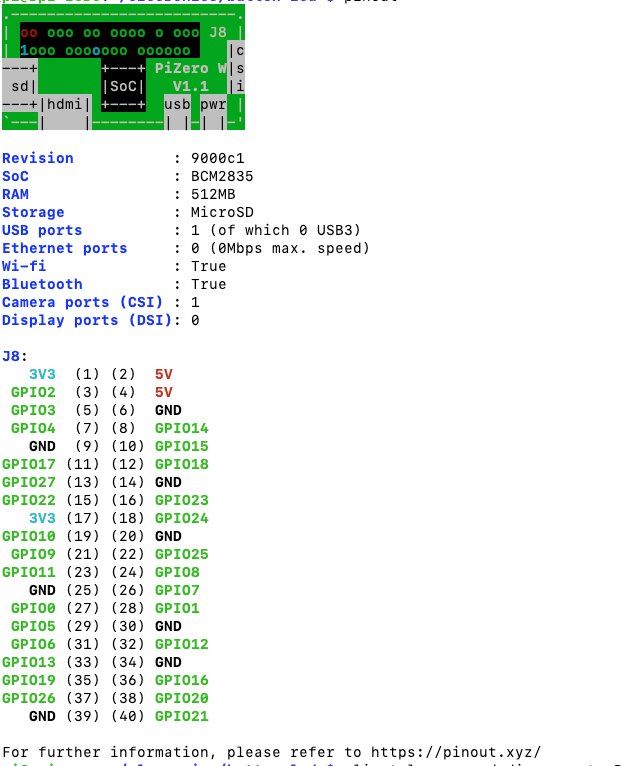 .-------------------------.
| oo ooo oo oooo o ooo J8 |
| 1ooo ooooooo oooooo |c
---+ +---+ PiZero W|s
sd| |SoC| V1.1 |i
---+|hdmi| +---+ usb pwr |
`---| |--------| |-| |-'
Revision : 9000c1
SoC : BCM2835
RAM : 512MB
Storage : MicroSD
USB ports : 1 (of which 0 USB3)
Ethernet ports : 0 (0Mbps max. speed)
Wi-fi : True
Bluetooth : True
Camera ports (CSI) : 1
Display ports (DSI): 0
J8:
3V3 (1) (2) 5V
GPIO2 (3) (4) 5V
GPIO3 (5) (6) GND
GPIO4 (7) (8) GPIO14
GND (9) (10) GPIO15
GPIO17 (11) (12) GPIO18
GPIO27 (13) (14) GND
GPIO22 (15) (16) GPIO23
3V3 (17) (18) GPIO24
GPIO10 (19) (20) GND
GPIO9 (21) (22) GPIO25
GPIO11 (23) (24) GPIO8
GND (25) (26) GPIO7
GPIO0 (27) (28) GPIO1
GPIO5 (29) (30) GND
GPIO6 (31) (32) GPIO12
GPIO13 (33) (34) GND
GPIO19 (35) (36) GPIO16
GPIO26 (37) (38) GPIO20
GND (39) (40) GPIO21
For further information, please refer to https://pinout.xyz/